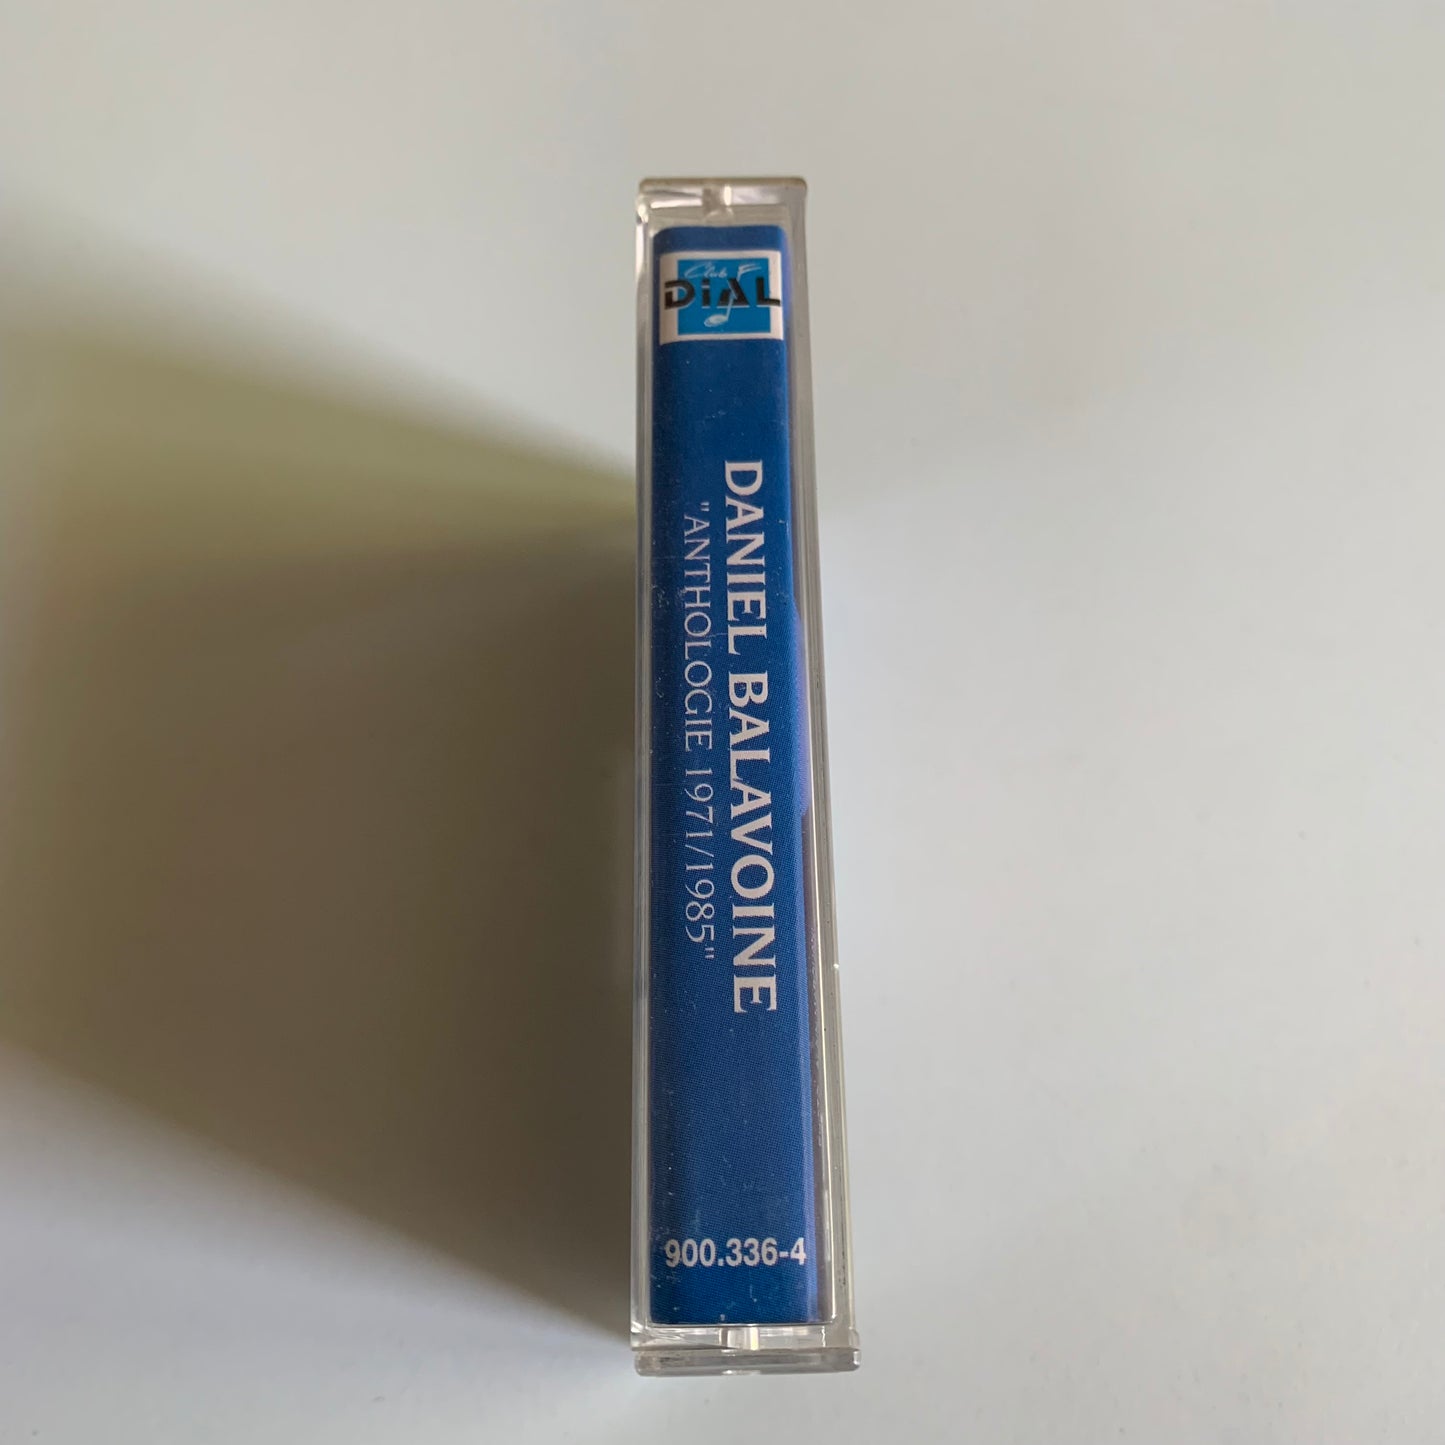 Club F
DiAL
DANIEL BALAVOINE
"ANTHOLOGIE 1971/1985"
900.336-4